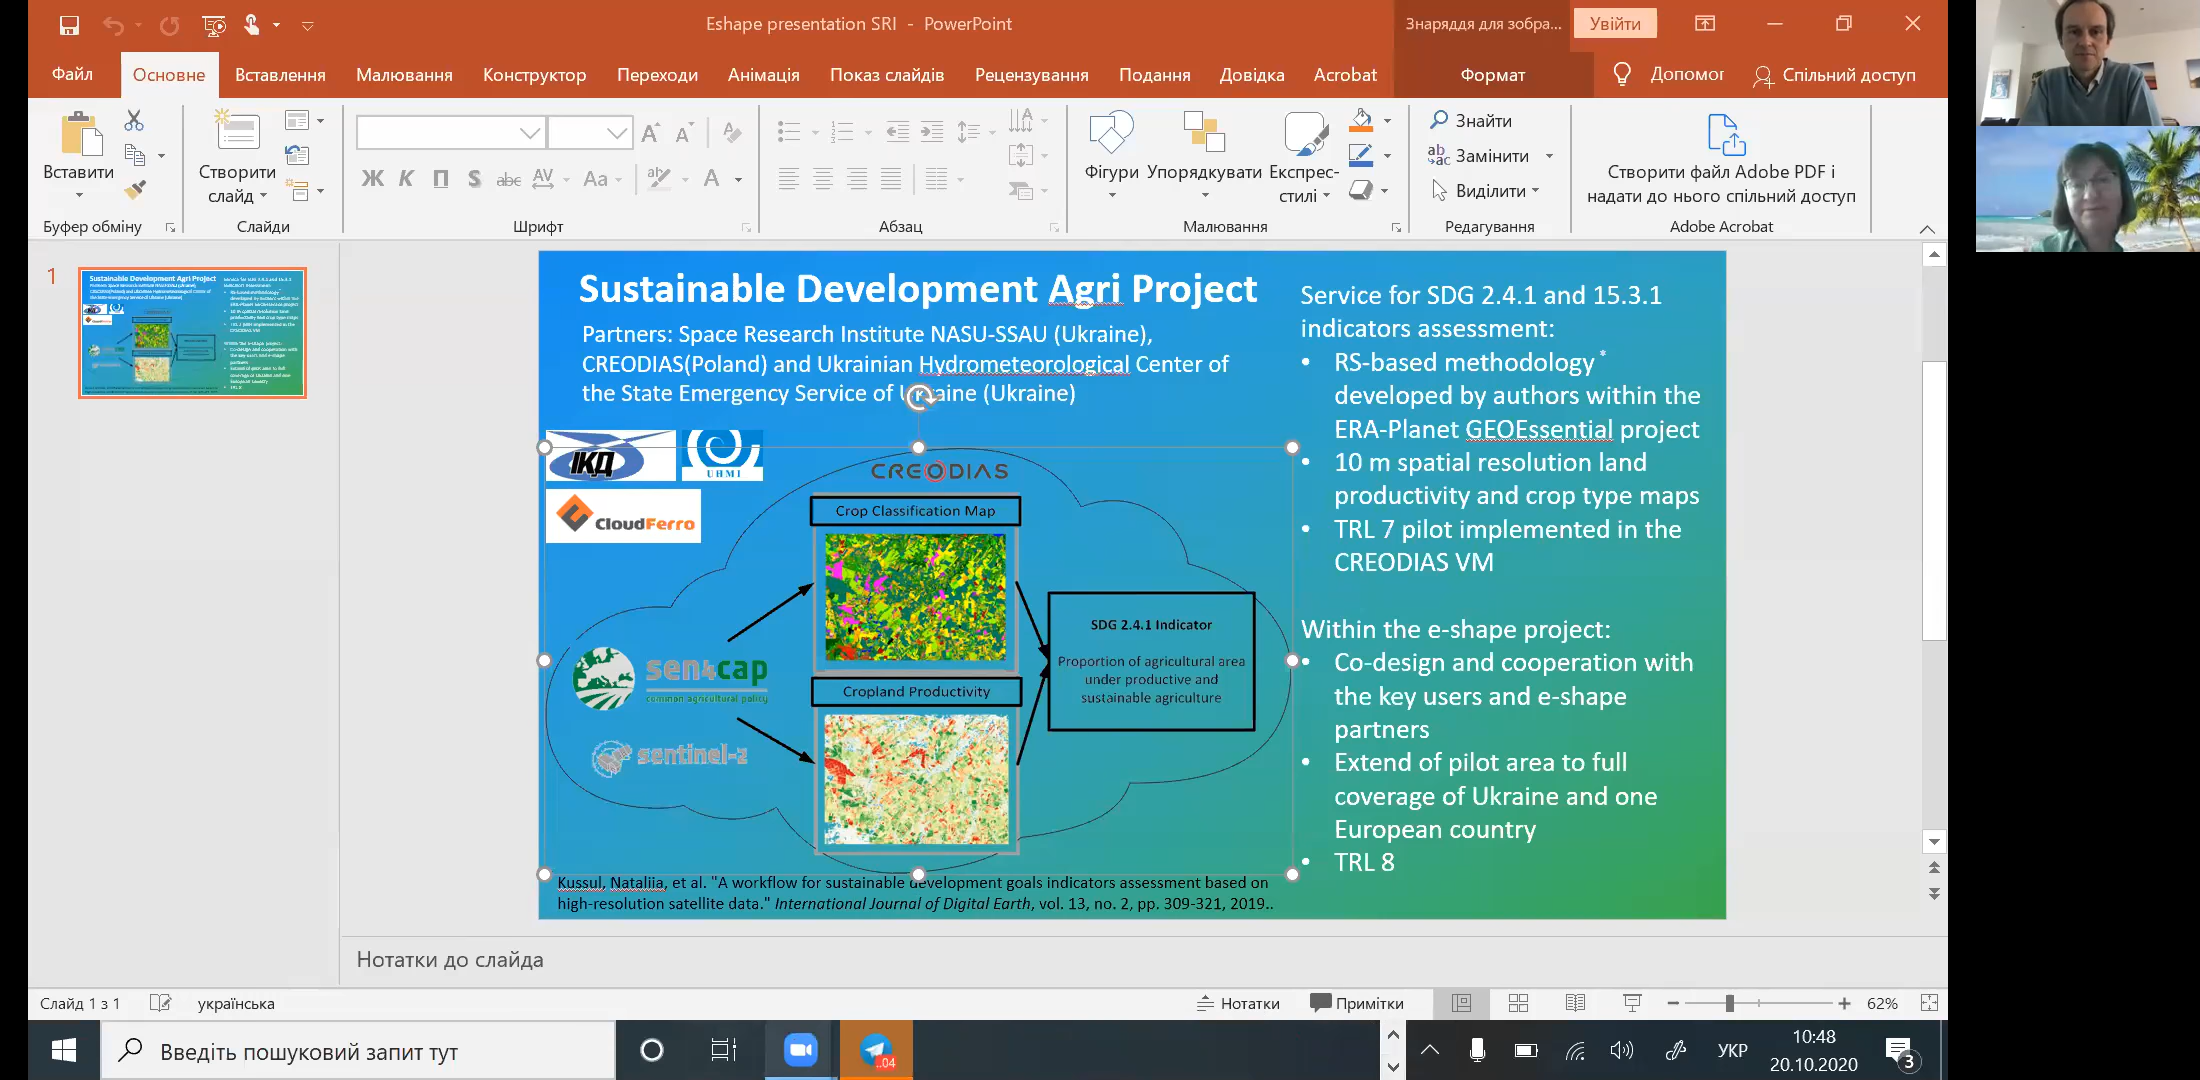 Eshape presentation SRI - PowerPoint
Знаряддя для зобра...
Увійти
Файл
Основне
Вставлення
Малювання
Конструктор
Переходи
Анімація
Показ слайдів
Рецензування
Подання
Довідка
Acrobat
Формат
Допомог
Спільний доступ
Вставити
Створити
слайд
Ж К П S abc AV Aa A
Фігури
Упорядкувати
Експрес-
стилі
Знайти
Замінити
Виділити
Створити файл Adobe PDF і
надати до нього спільний доступ
Буфер обміну
Слайди
Шрифт
Абзац
Малювання
Редагування
Adobe Acrobat
1
Sustainable Development Agri Project
Partners: Space Research Institute NASU-SSAU (Ukraine),
CREODIAS(Poland) and Ukrainian Hydrometeorological Center of
the State Emergency Service of Ukraine (Ukraine)
ІКД
UHMI
CloudFerro
CREODIAS
Crop Classification Map
sen4cap
common agricultural policy
sentinel-2
Cropland Productivity
SDG 2.4.1 Indicator
Proportion of agricultural area
under productive and
sustainable agriculture
Kussul, Nataliia, et al. "A workflow for sustainable development goals indicators assessment based on
high-resolution satellite data." International Journal of Digital Earth, vol. 13, no. 2, pp. 309-321, 2019..
Service for SDG 2.4.1 and 15.3.1
indicators assessment:
• RS-based methodology *
developed by authors within the
ERA-Planet GEOEssential project
• 10 m spatial resolution land
productivity and crop type maps
• TRL 7 pilot implemented in the
CREODIAS VM
Within the e-shape project:
• Co-design and cooperation with
the key users and e-shape
partners
• Extend of pilot area to full
coverage of Ukraine and one
European country
• TRL 8
Нотатки до слайда
Слайд 1 з 1
українська
Нотатки
Примітки
62%
Введіть пошуковий запит тут
..04
УКР
10:48
20.10.2020
3